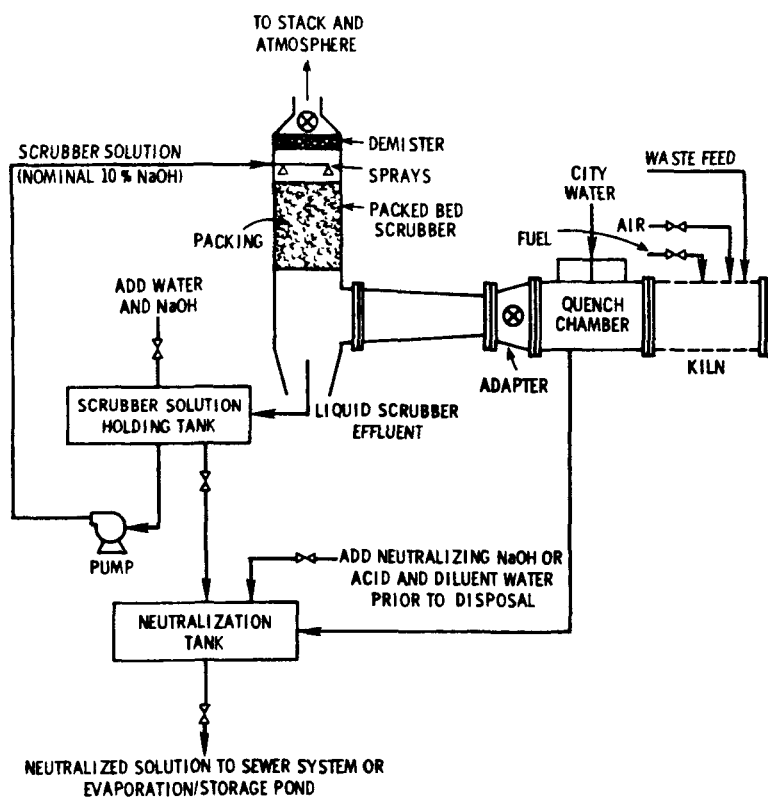 TO STACK AND
ATMOSPHERE
DEMISTER
SCRUBBER SOLUTION
(NOMINAL 10 % NaOH)
SPRAYS
PACKED BED
SCRUBBER
PACKING
WASTE FEED
CITY
WATER
AIR
FUEL
QUENCH
CHAMBER
KILN
ADAPTER
ADD WATER
AND NaOH
SCRUBBER SOLUTION
HOLDING TANK
LIQUID SCRUBBER
EFFLUENT
PUMP
ADD NEUTRALIZING NaOH OR
ACID AND DILUENT WATER
PRIOR TO DISPOSAL
NEUTRALIZATION
TANK
NEUTRALIZED SOLUTION TO SEWER SYSTEM OR
EVAPORATION/STORAGE POND